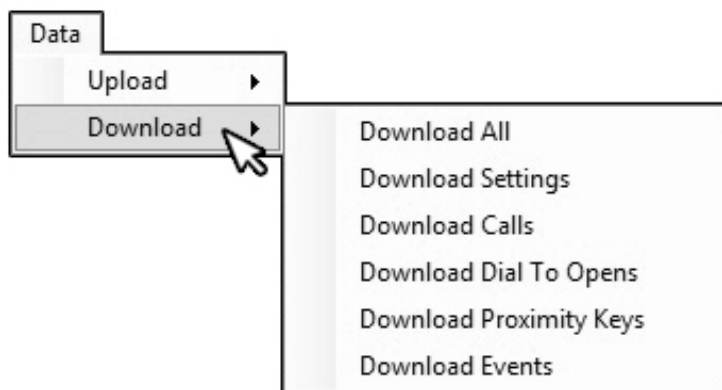 Data
Upload
Download
Download All
Download Settings
Download Calls
Download Dial To Opens
Download Proximity Keys
Download Events